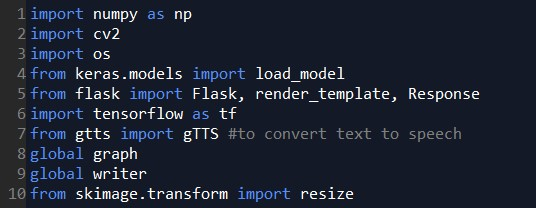 1 import numpy as np
2 import cv2
3 import os
4 from keras.models import load_model
5 from flask import Flask, render_template, Response
6 import tensorflow as tf
7 from gtts import gTTS #to convert text to speech
8 global graph
9 global writer
10 from skimage.transform import resize